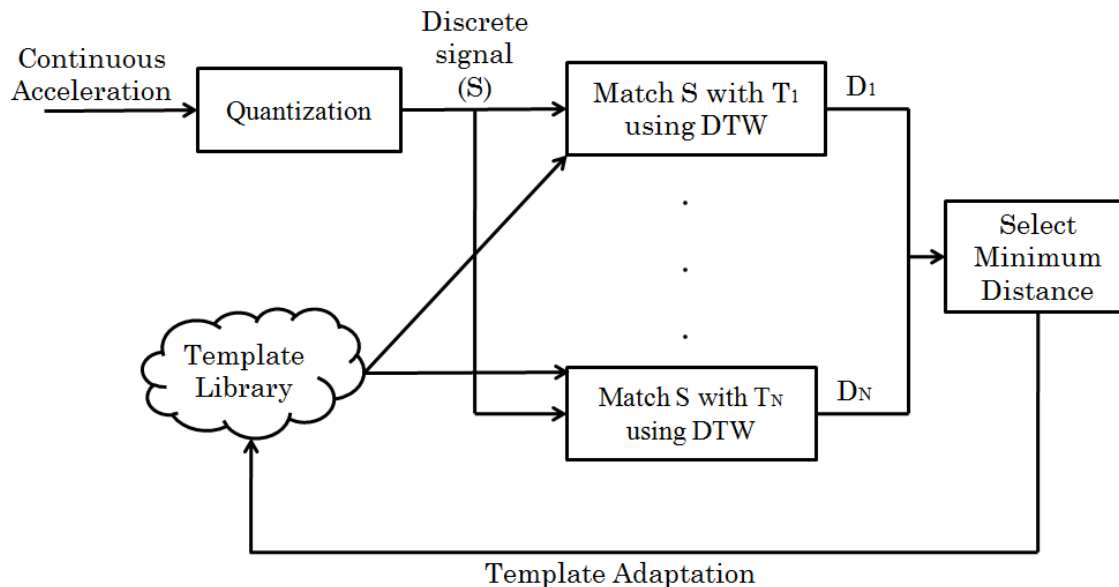 Continuous
Acceleration
Quantization
Discrete
signal
(S)
Match S with T1
using DTW
D1
Select
Minimum
Distance
Template
Library
Match S with TN
using DTW
DN
Template Adaptation